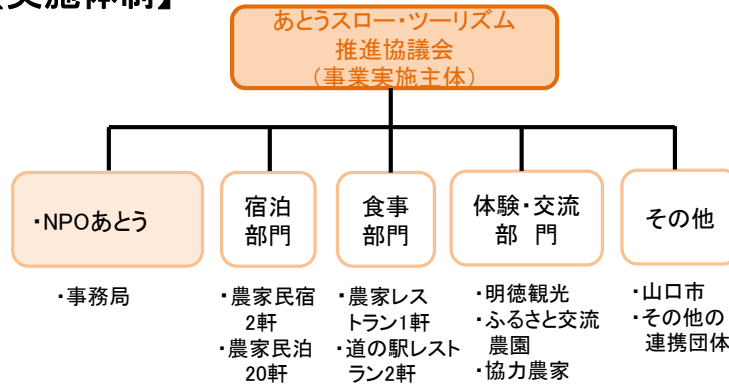 【実施体制】
あとうスロー・ツーリズム
推進協議会
(事業実施主体)
・NPOあとう
宿泊
部門
食事
部門
体験・交流
部 門
その他
・事務局
・農家民宿
2軒
・農家民泊
20軒
・農家レス
トラン1軒
・道の駅レスト
ラン2軒
・明徳観光
・ふるさと交流
農園
・協力農家
・山口市
・その他の
連携団体